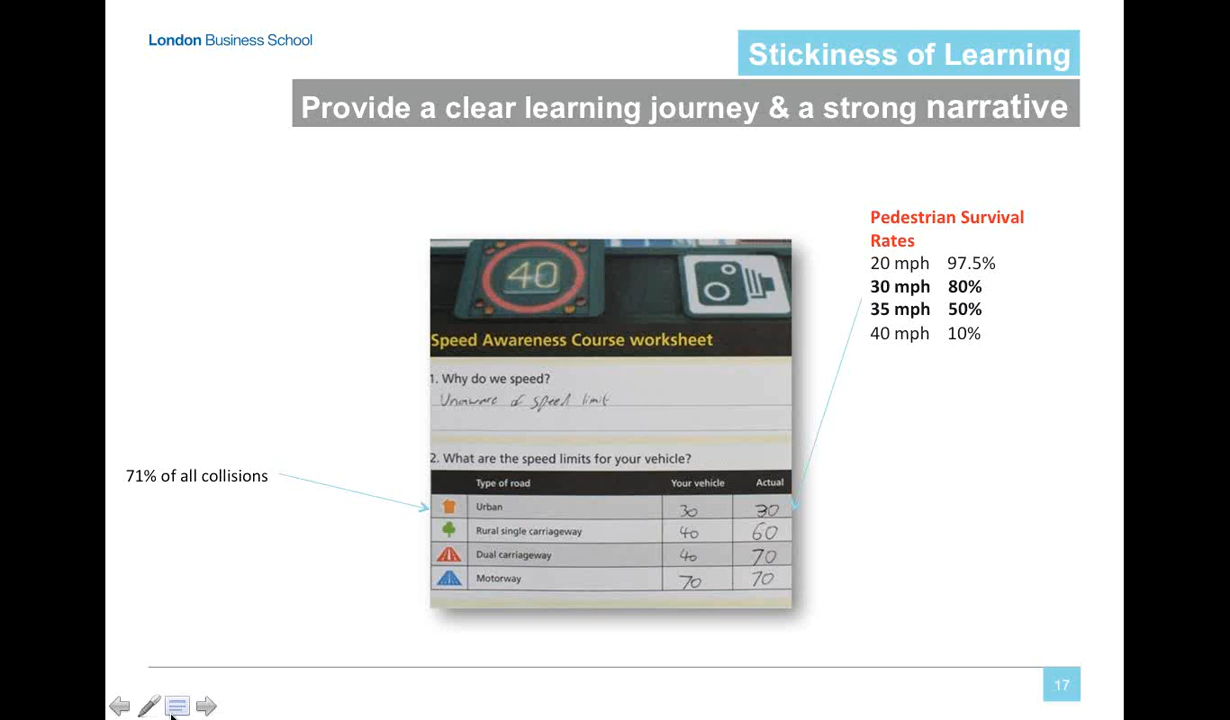 London Business School
Stickiness of Learning
Provide a clear learning journey & a strong narrative
Pedestrian Survival
Rates
20 mph 97.5%
30 mph 80%
35 mph 50%
40 mph 10%
40
Speed Awareness Course worksheet
1. Why do we speed?
Unaware of speed limit
2. What are the speed limits for your vehicle?
Type of road Your vehicle Actual
71% of all collisions
Urban 30 30
Rural single carriageway 40 60
Dual carriageway 40 70
Motorway 70 70
17